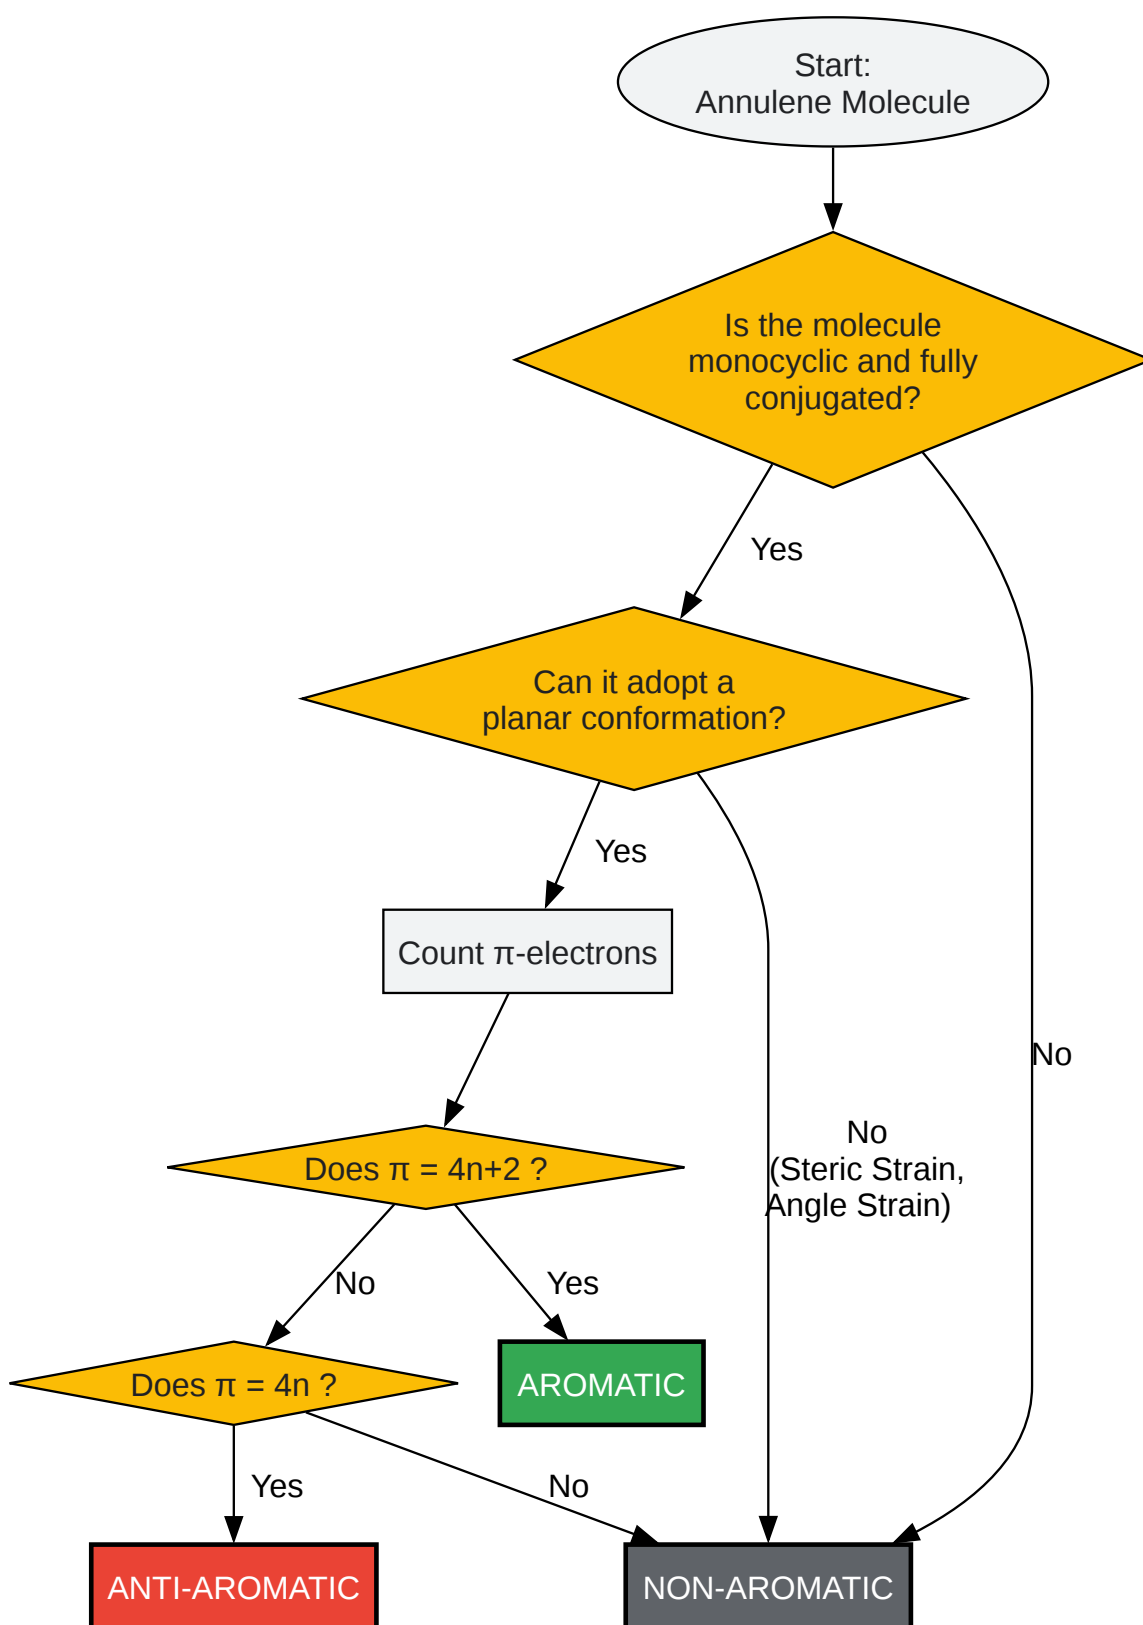 Start:
Annulene Molecule
Is the molecule
monocyclic and fully
conjugated?
Yes
Can it adopt a
planar conformation?
Yes
Count π-electrons
No
No
(Steric Strain,
Angle Strain)
Does π = 4n+2 ?
No
Yes
Does π = 4n ?
AROMATIC
Yes
No
ANTI-AROMATIC
NON-AROMATIC